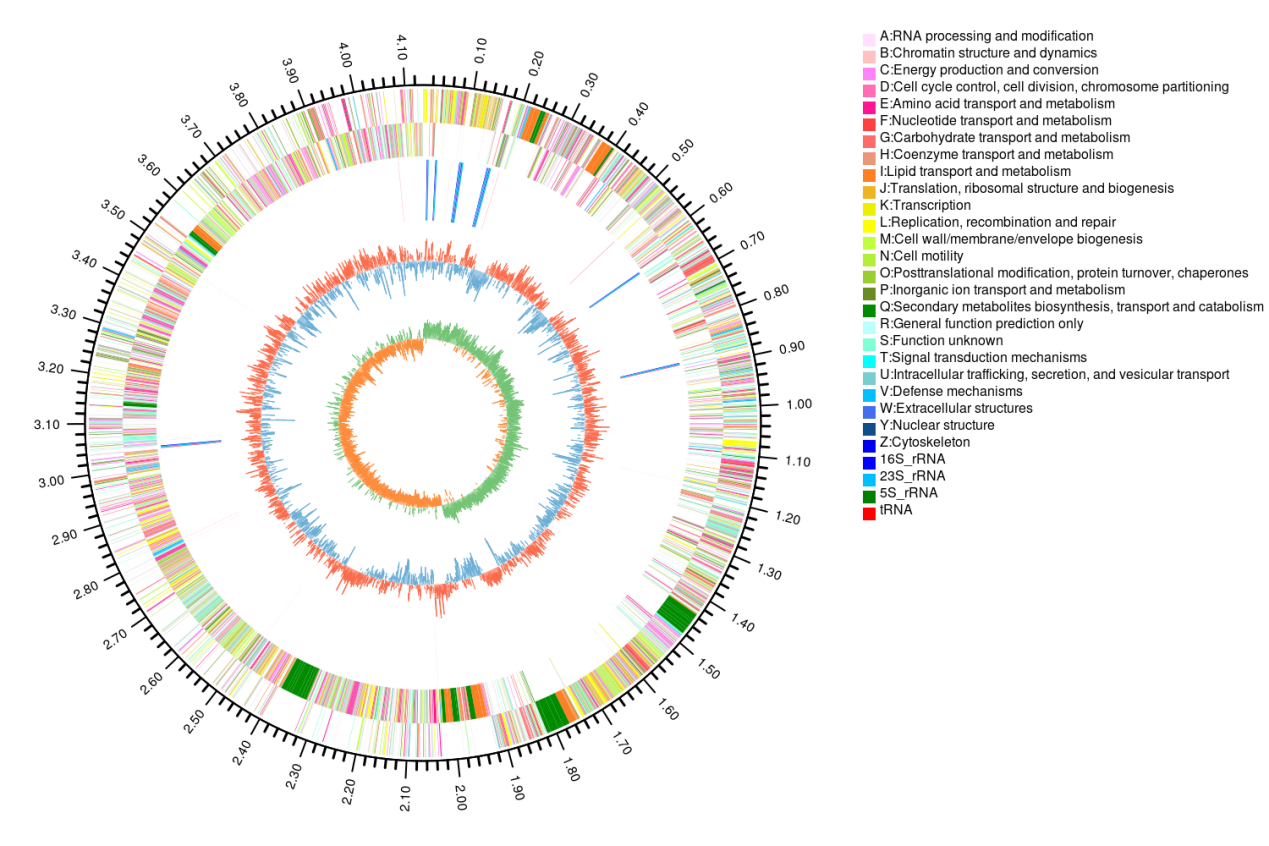 0.10
0.20
0.30
0.40
0.50
0.60
0.70
0.80
0.90
1.00
1.10
1.20
1.30
1.40
1.50
1.60
1.70
1.80
1.90
2.00
2.10
2.20
2.30
2.40
2.50
2.60
2.70
2.80
2.90
3.00
3.10
3.20
3.30
3.40
3.50
3.60
3.70
3.80
3.90
4.00
4.10
A:RNA processing and modification
B:Chromatin structure and dynamics
C:Energy production and conversion
D:Cell cycle control, cell division, chromosome partitioning
E:Amino acid transport and metabolism
F:Nucleotide transport and metabolism
G:Carbohydrate transport and metabolism
H:Coenzyme transport and metabolism
I:Lipid transport and metabolism
J:Translation, ribosomal structure and biogenesis
K:Transcription
L:Replication, recombination and repair
M:Cell wall/membrane/envelope biogenesis
N:Cell motility
O:Posttranslational modification, protein turnover, chaperones
P:Inorganic ion transport and metabolism
Q:Secondary metabolites biosynthesis, transport and catabolism
R:General function prediction only
S:Function unknown
T:Signal transduction mechanisms
U:Intracellular trafficking, secretion, and vesicular transport
V:Defense mechanisms
W:Extracellular structures
Y:Nuclear structure
Z:Cytoskeleton
16S_rRNA
23S_rRNA
5S_rRNA
tRNA